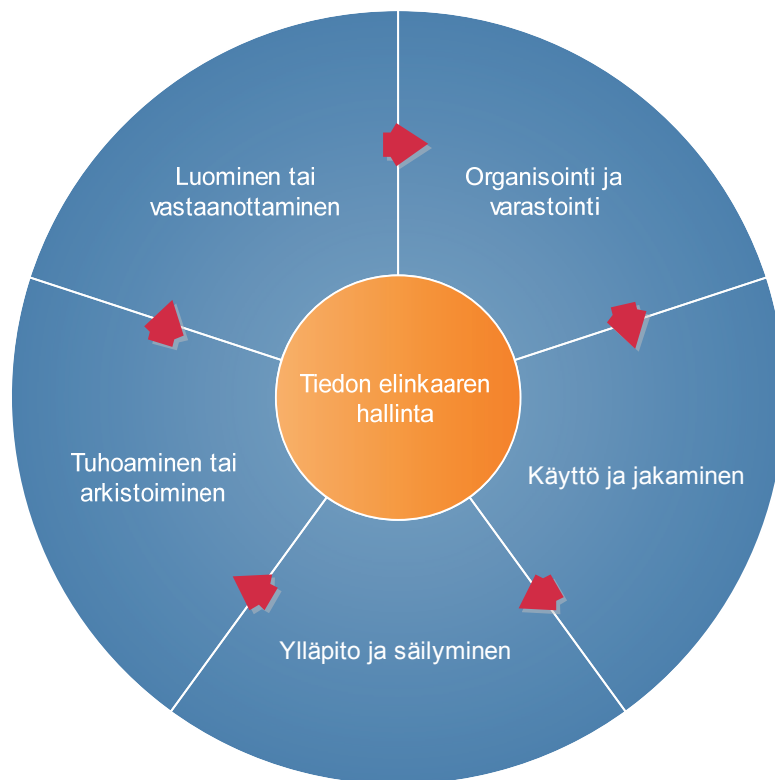 Luominen tai
vastaanottaminen
Organisointi ja
varastointi
Tiedon elinkaaren
hallinta
Tuhoaminen tai
arkistoiminen
Käyttö ja jakaminen
Ylläpito ja säilyminen